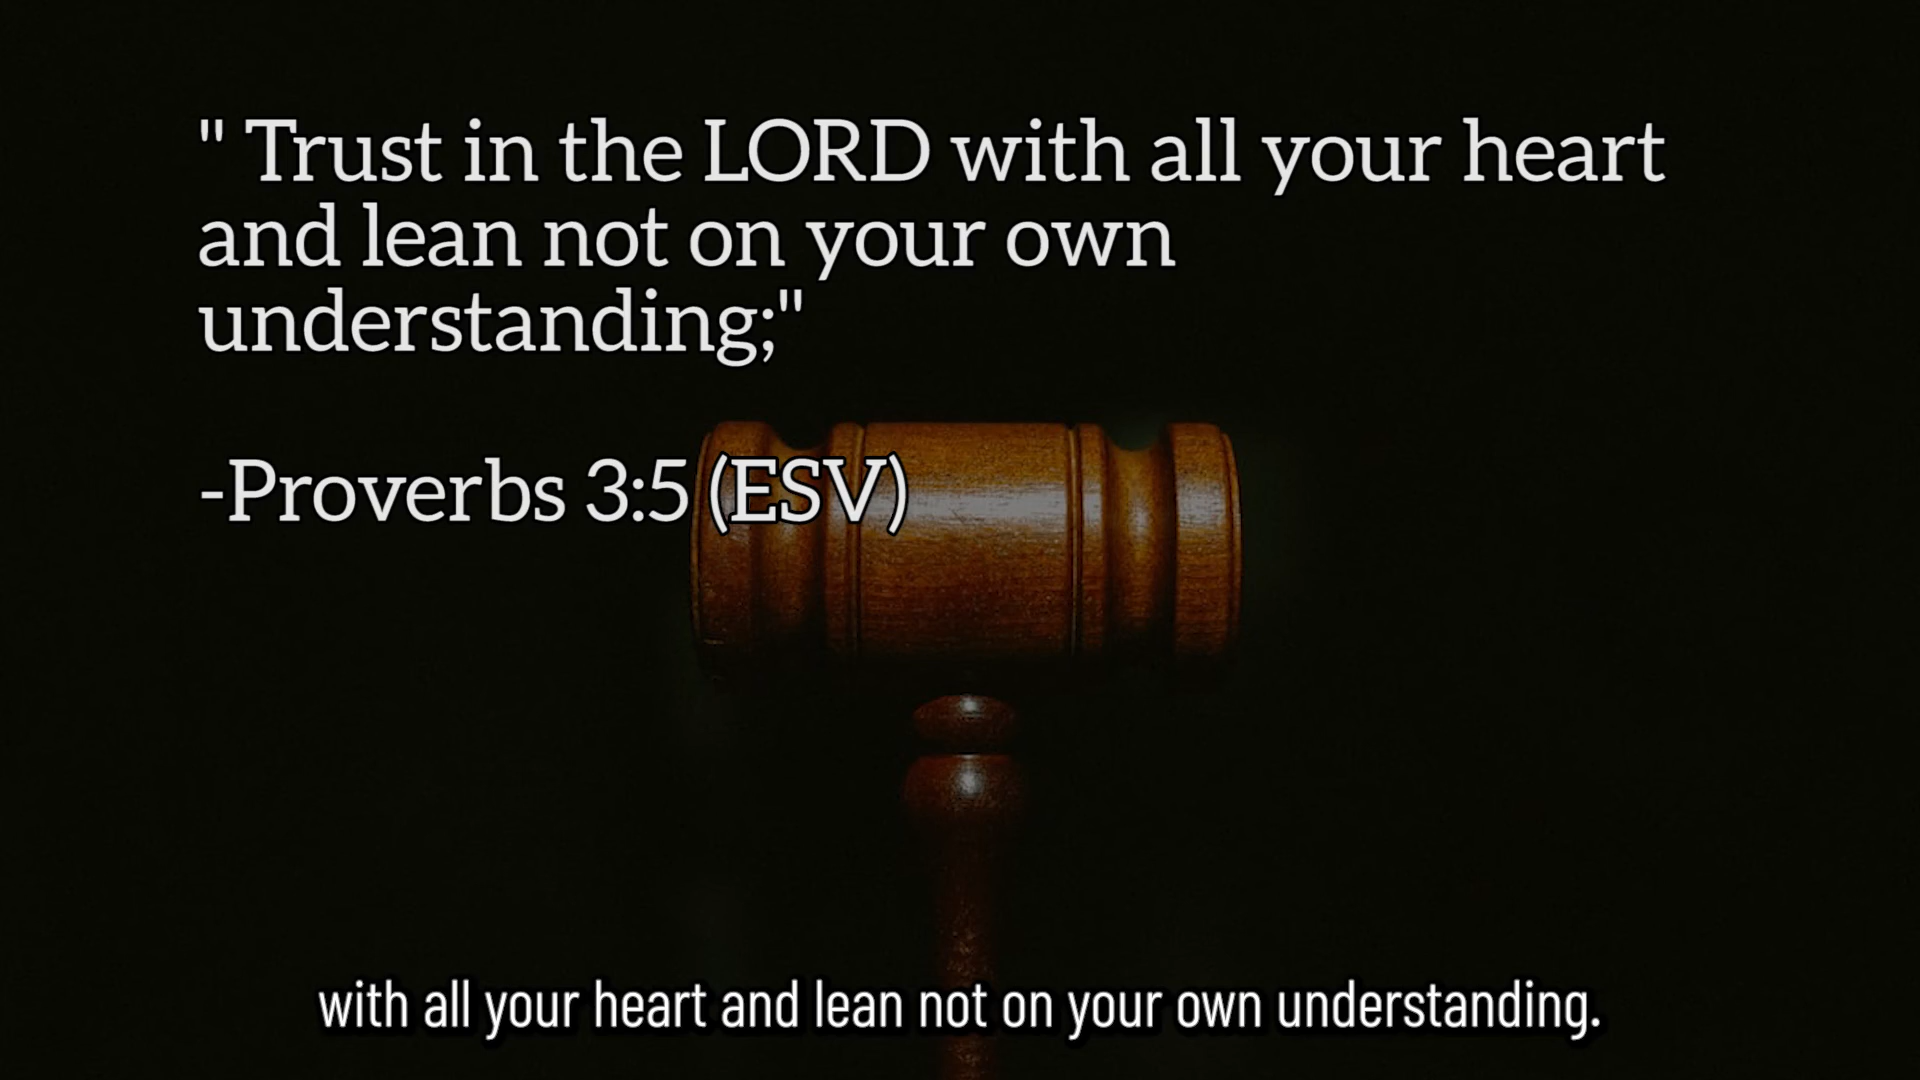 " Trust in the LORD with all your heart
and lean not on your own
understanding;"
-Proverbs 3:5 (ESV)
with all your heart and lean not on your own understanding.